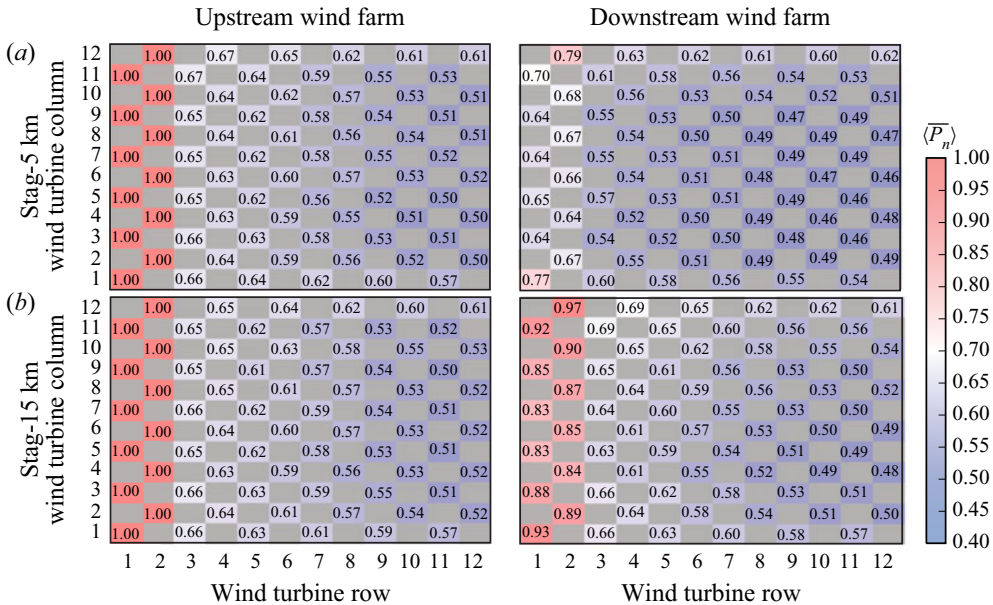 Upstream wind farm Downstream wind farm
(a) 12 1.00 0.67 0.65 0.62 0.61 0.61 0.79 0.63 0.62 0.61 0.60 0.62
11 1.00 0.67 0.64 0.59 0.55 0.53 0.70 0.61 0.58 0.56 0.54 0.53
10 1.00 0.64 0.62 0.57 0.53 0.51 0.68 0.56 0.53 0.54 0.52 0.51
9 1.00 0.65 0.62 0.58 0.54 0.51 0.64 0.55 0.53 0.50 0.47 0.49
8 1.00 0.64 0.61 0.56 0.54 0.51 0.67 0.54 0.50 0.49 0.49 0.47
7 1.00 0.65 0.62 0.58 0.55 0.52 0.64 0.55 0.53 0.51 0.49 0.49
6 1.00 0.63 0.60 0.57 0.53 0.52 0.66 0.54 0.51 0.48 0.47 0.46
5 1.00 0.65 0.62 0.56 0.52 0.50 0.65 0.57 0.53 0.51 0.49 0.46
4 1.00 0.63 0.59 0.55 0.51 0.50 0.64 0.52 0.50 0.49 0.46 0.48
3 1.00 0.66 0.63 0.58 0.53 0.51 0.64 0.54 0.52 0.50 0.48 0.46
2 1.00 0.64 0.59 0.56 0.52 0.50 0.67 0.55 0.51 0.49 0.49 0.49
1 1.00 0.66 0.64 0.62 0.60 0.57 0.77 0.60 0.58 0.56 0.55 0.54
Stag-5 km
wind turbine column
(b) 12 1.00 0.65 0.64 0.62 0.60 0.61 0.97 0.69 0.65 0.62 0.62 0.61
11 1.00 0.65 0.62 0.57 0.53 0.52 0.92 0.69 0.65 0.60 0.56 0.56
10 1.00 0.65 0.63 0.58 0.55 0.53 0.90 0.65 0.62 0.58 0.55 0.54
9 1.00 0.65 0.61 0.57 0.54 0.50 0.85 0.65 0.61 0.56 0.53 0.50
8 1.00 0.65 0.61 0.57 0.53 0.52 0.87 0.64 0.59 0.56 0.53 0.52
7 1.00 0.66 0.62 0.59 0.54 0.51 0.83 0.64 0.60 0.55 0.53 0.50
6 1.00 0.64 0.60 0.57 0.53 0.52 0.85 0.61 0.57 0.53 0.50 0.49
5 1.00 0.65 0.62 0.58 0.53 0.51 0.83 0.63 0.59 0.54 0.51 0.49
4 1.00 0.63 0.59 0.56 0.53 0.52 0.84 0.61 0.55 0.52 0.49 0.48
3 1.00 0.66 0.63 0.59 0.55 0.51 0.88 0.66 0.62 0.58 0.53 0.51
2 1.00 0.64 0.61 0.57 0.54 0.52 0.89 0.64 0.58 0.54 0.51 0.50
1 1.00 0.66 0.63 0.61 0.59 0.57 0.93 0.66 0.63 0.60 0.58 0.57
Stag-15 km
wind turbine column
1 2 3 4 5 6 7 8 9 10 11 12 1 2 3 4 5 6 7 8 9 10 11 12
Wind turbine row Wind turbine row
⟨P̅n⟩
1.00
0.95
0.90
0.85
0.80
0.75
0.70
0.65
0.60
0.55
0.50
0.45
0.40